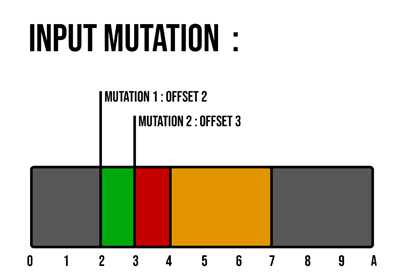 INPUT MUTATION :
MUTATION 1 : OFFSET 2
MUTATION 2 : OFFSET 3
0 1 2 3 4 5 6 7 8 9 A